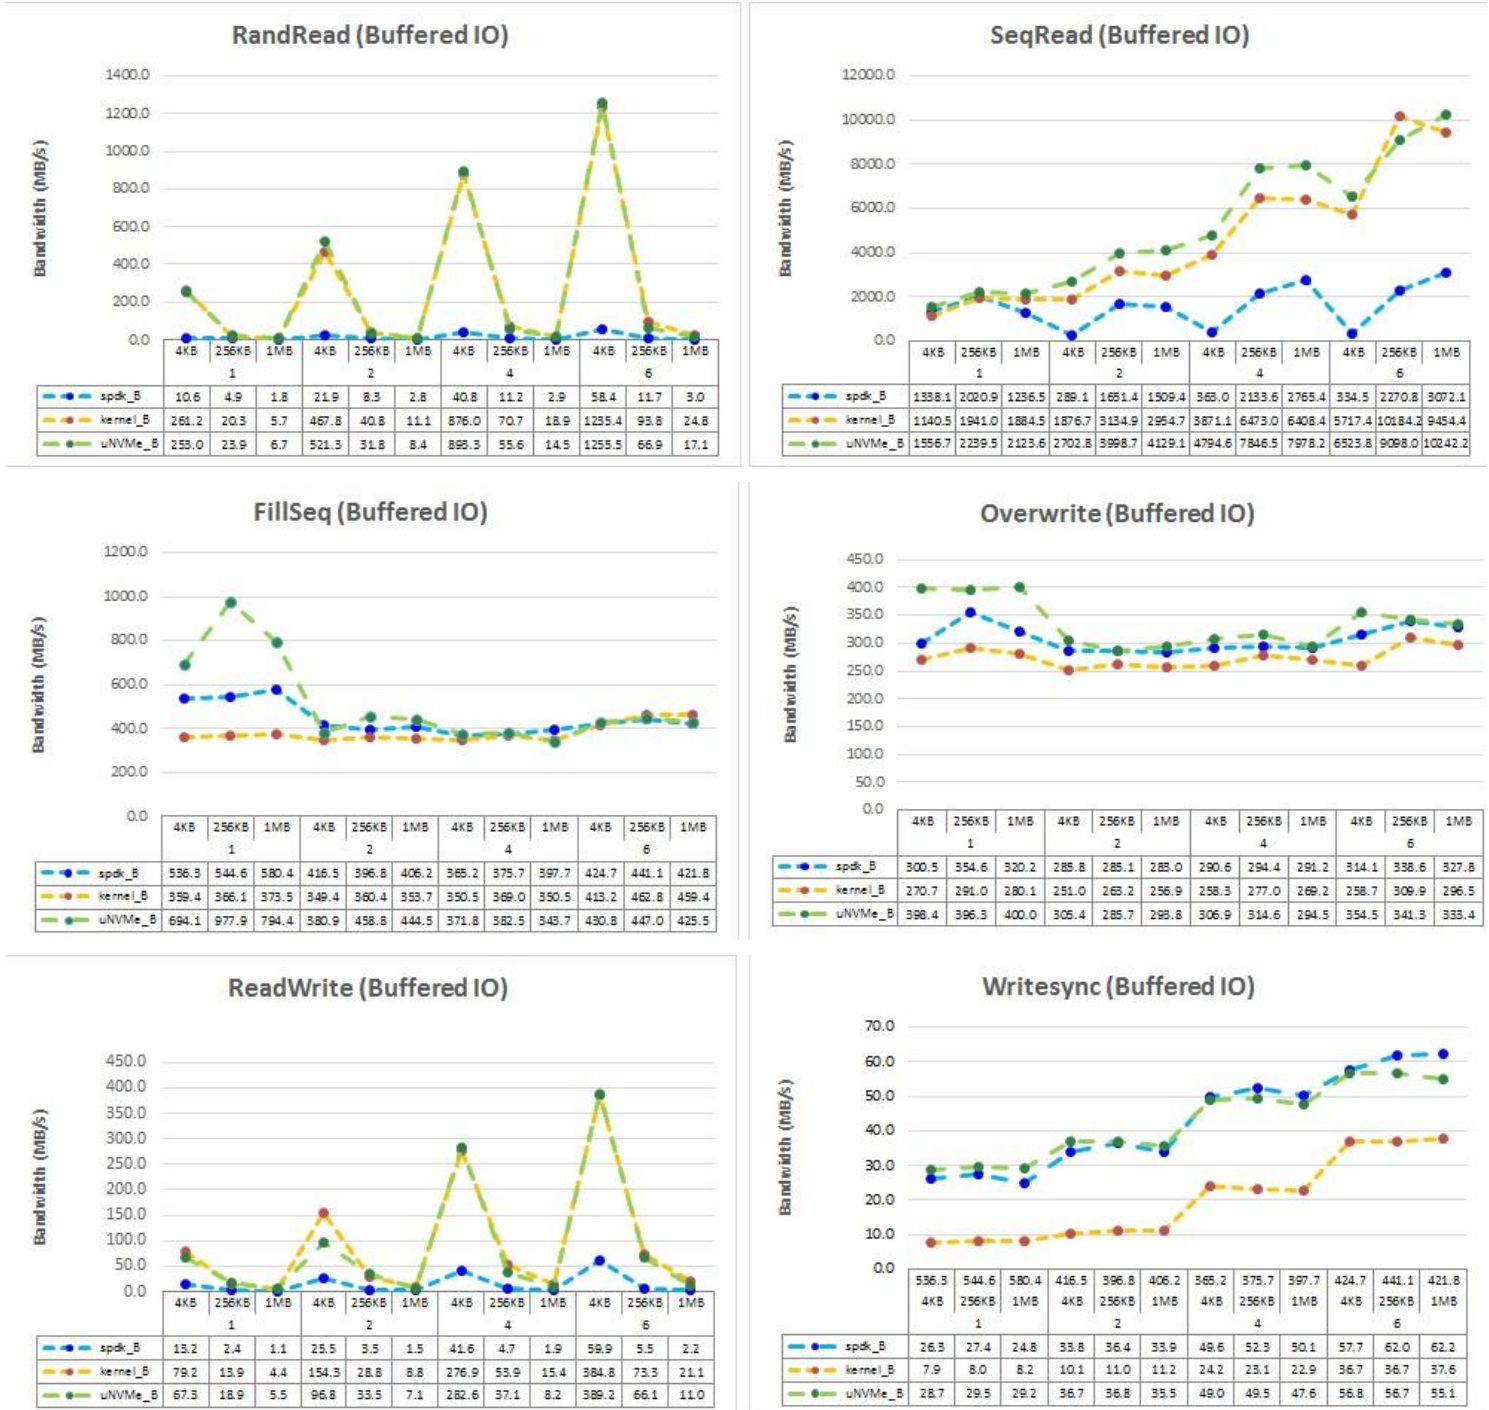 RandRead (Buffered IO)
Bandwidth (MB/s)
1400.0
1200.0
1000.0
800.0
600.0
400.0
200.0
0.0
4KB 256KB 1MB 4KB 256KB 1MB 4KB 256KB 1MB 4KB 256KB 1MB
1 2 4 6
spdk_B 10.6 4.9 1.8 21.9 8.3 2.8 40.8 11.2 2.9 58.4 11.7 3.0
kernel_B 261.2 20.3 5.7 467.8 40.8 11.1 876.0 70.7 18.9 1235.4 93.8 24.8
uNVMe_B 253.0 23.9 6.7 521.3 31.8 8.4 893.3 55.6 14.5 1255.5 66.9 17.1
SeqRead (Buffered IO)
Bandwidth (MB/s)
12000.0
10000.0
8000.0
6000.0
4000.0
2000.0
0.0
4KB 256KB 1MB 4KB 256KB 1MB 4KB 256KB 1MB 4KB 256KB 1MB
1 2 4 6
spdk_B 1338.1 2020.9 1236.5 289.1 1651.4 1509.4 363.0 2133.6 2765.4 334.5 2270.8 3072.1
kernel_B 1140.5 1941.0 1884.5 1876.7 3134.9 2954.7 3871.1 6473.0 6408.4 5717.4 10184.2 9454.4
uNVMe_B 1556.7 2239.5 2123.6 2702.8 3998.7 4129.1 4794.6 7846.5 7978.2 6523.8 9098.0 10242.2
FillSeq (Buffered IO)
Bandwidth (MB/s)
1200.0
1000.0
800.0
600.0
400.0
200.0
0.0
4KB 256KB 1MB 4KB 256KB 1MB 4KB 256KB 1MB 4KB 256KB 1MB
1 2 4 6
spdk_B 536.3 544.6 580.4 416.5 396.8 406.2 365.2 375.7 397.7 424.7 441.1 421.8
kernel_B 359.4 366.1 373.5 349.4 360.4 353.7 350.5 369.0 350.5 413.2 462.8 459.4
uNVMe_B 694.1 977.9 794.4 380.9 458.8 444.5 371.8 382.5 343.7 430.8 447.0 425.5
Overwrite (Buffered IO)
Bandwidth (MB/s)
450.0
400.0
350.0
300.0
250.0
200.0
150.0
100.0
50.0
0.0
4KB 256KB 1MB 4KB 256KB 1MB 4KB 256KB 1MB 4KB 256KB 1MB
1 2 4 6
spdk_B 300.5 354.6 320.2 285.8 285.1 283.0 290.6 294.4 291.2 314.1 338.6 327.8
kernel_B 270.7 291.0 280.1 251.0 263.2 256.9 258.3 277.0 269.2 258.7 309.9 296.5
uNVMe_B 398.4 396.3 400.0 305.4 285.7 293.8 306.9 314.6 294.5 354.5 341.3 333.4
ReadWrite (Buffered IO)
Bandwidth (MB/s)
450.0
400.0
350.0
300.0
250.0
200.0
150.0
100.0
50.0
0.0
4KB 256KB 1MB 4KB 256KB 1MB 4KB 256KB 1MB 4KB 256KB 1MB
1 2 4 6
spdk_B 13.2 2.4 1.1 25.5 3.5 1.5 41.6 4.7 1.9 59.9 5.5 2.2
kernel_B 79.2 13.9 4.4 154.3 28.8 8.8 276.9 53.9 15.4 384.8 73.3 21.1
uNVMe_B 67.3 18.9 5.5 96.8 33.5 7.1 282.6 37.1 8.2 389.2 66.1 11.0
Writesync (Buffered IO)
Bandwidth (MB/s)
70.0
60.0
50.0
40.0
30.0
20.0
10.0
0.0
536.3 544.6 580.4 416.5 396.8 406.2 365.2 375.7 397.7 424.7 441.1 421.8
4KB 256KB 1MB 4KB 256KB 1MB 4KB 256KB 1MB 4KB 256KB 1MB
1 2 4 6
spdk_B 26.3 27.4 24.8 33.8 36.4 33.9 49.6 52.3 50.1 57.7 62.0 62.2
kernel_B 7.9 8.0 8.2 10.1 11.0 11.2 24.2 23.1 22.9 36.7 36.7 37.6
uNVMe_B 28.7 29.5 29.2 36.7 36.8 35.5 49.0 49.5 47.6 56.8 56.7 55.1